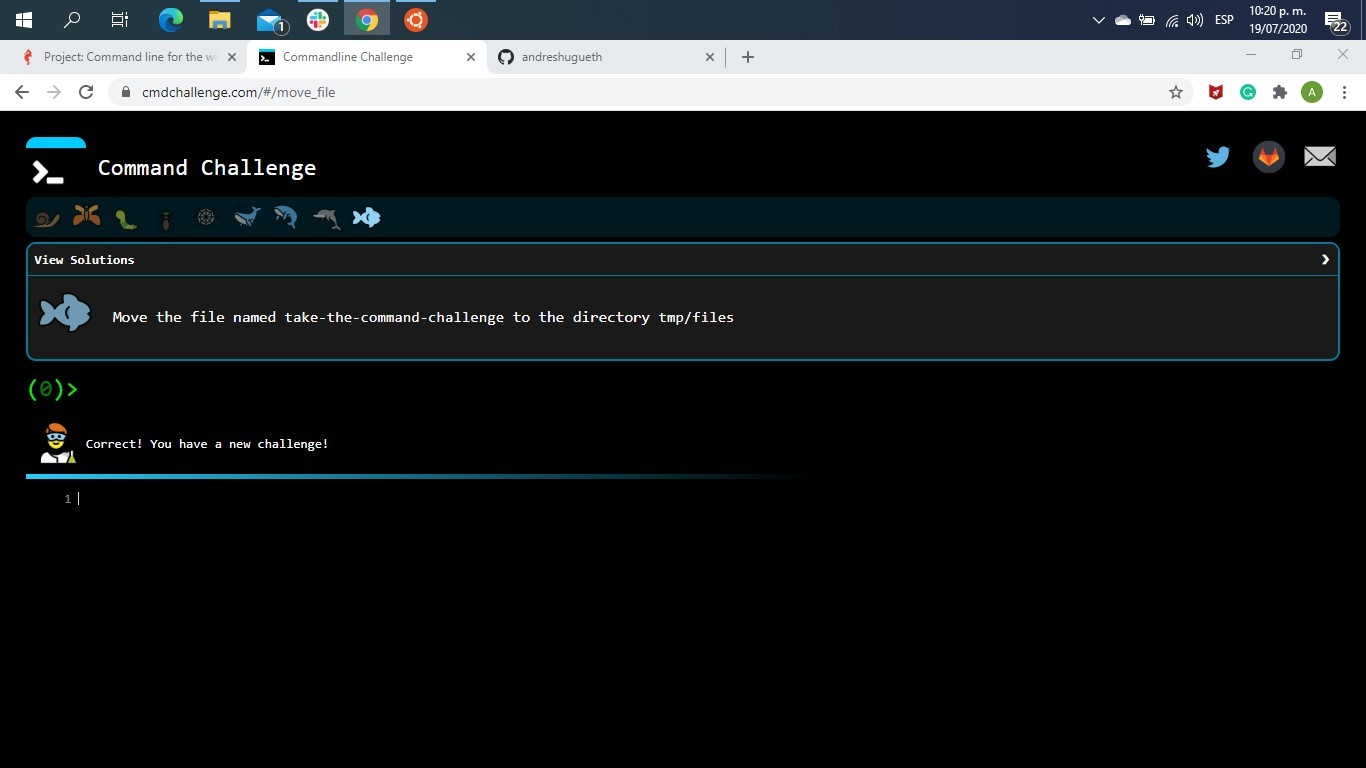 1
ESP
10:20 p. m.
19/07/2020
22
Project: Command line for the w
Commandline Challenge
andreshugueth
cmdchallenge.com/#/move_file
A
Command Challenge
View Solutions
Move the file named take-the-command-challenge to the directory tmp/files
(0)>
Correct! You have a new challenge!
1